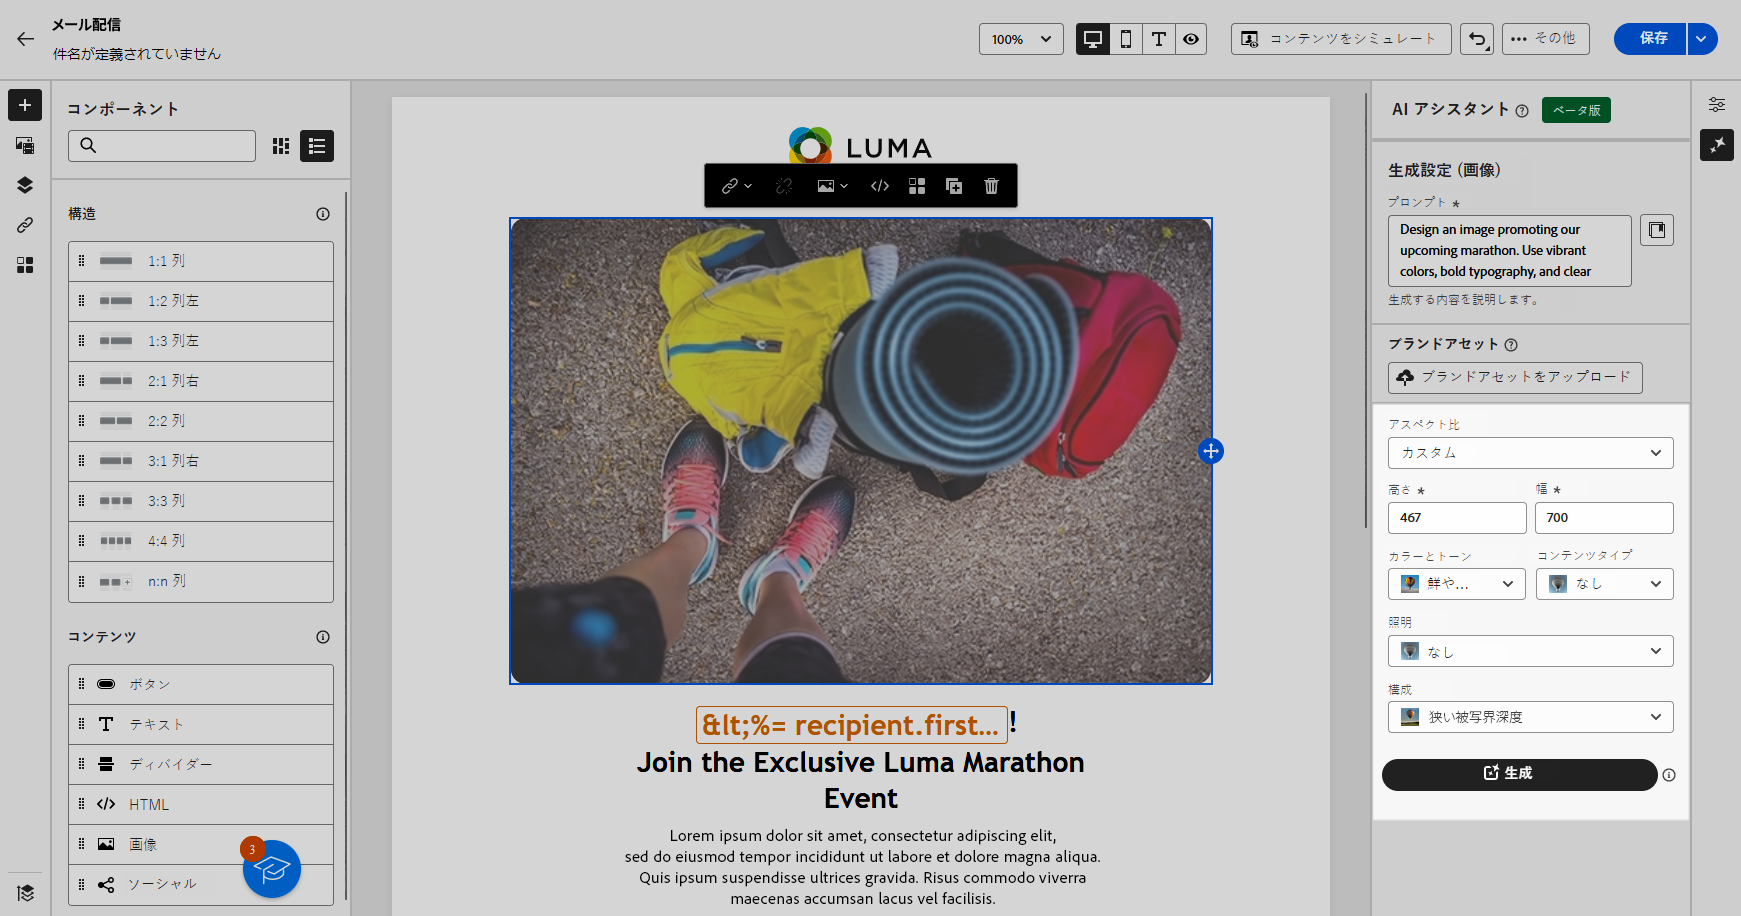 メール配信
件名が定義されていません
100%
コンテンツをシミュレート
その他
保存
コンポーネント
構造
1:1 列
1:2 列左
1:3 列左
2:1 列右
2:2 列
3:1 列右
3:3 列
4:4 列
n:n 列
コンテンツ
ボタン
テキスト
ディバイダー
HTML
画像
ソーシャル
3
LUMA
&lt;%= recipient.first... !
Join the Exclusive Luma Marathon
Event
Lorem ipsum dolor sit amet, consectetur adipiscing elit,
sed do eiusmod tempor incididunt ut labore et dolore magna aliqua.
Quis ipsum suspendisse ultrices gravida. Risus commodo viverra
maecenas accumsan lacus vel facilisis.
AI アシスタント
ベータ版
生成設定 (画像)
プロンプト *
Design an image promoting our
upcoming marathon. Use vibrant
colors, bold typography, and clear
生成する内容を説明します。
ブランドアセット
ブランドアセットをアップロード
アスペクト比
カスタム
高さ * 幅 *
467 700
カラーとトーン コンテンツタイプ
鮮や... なし
照明
なし
構成
狭い被写界深度
生成